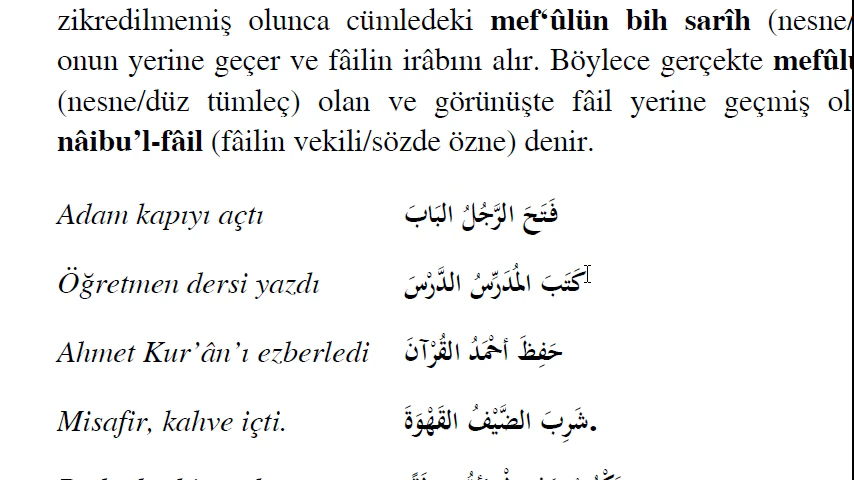 zikredilmemiş olunca cümledeki mef‘ûlün bih sarîh (nesne/
onun yerine geçer ve fâilin irâbını alır. Böylece gerçekte
(nesne/düz tümleç) olan ve görünüşte fâil yerine geçmiş
nâibu’l-fâil (fâilin vekili/sözde özne) denir.
Adam kapıyı açtı فَتَحَ الرَّجُلُ البَابَ
Öğretmen dersi yazdı كَتَبَ المُدَرِّسُ الدَّرْسَ
Ahmet Kur’ân’ı ezberledi حَفِظَ أحْمَدُ القُرْآنَ
Misafir, kahve içti. شَرِبَ الضَّيْفُ القَهْوَةَ.